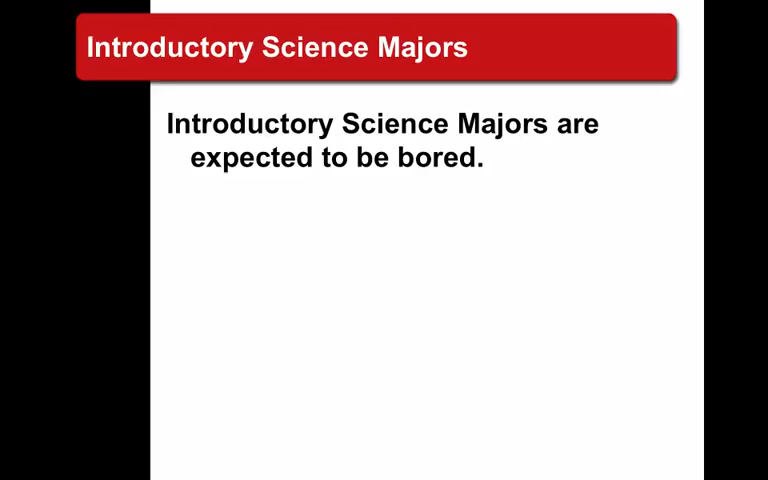 Introductory Science Majors
Introductory Science Majors are
expected to be bored.